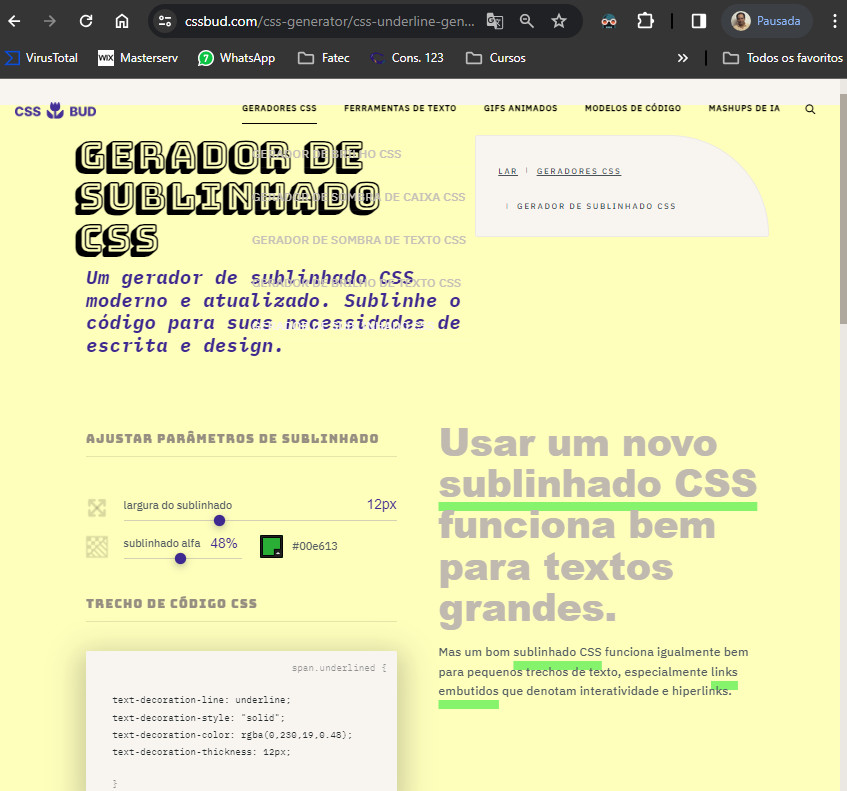 cssbud.com/css-generator/css-underline-gen...
Pausada
VirusTotal
WIX Masterserv
7 WhatsApp
Fatec
Cons. 123
Cursos
»
Todos os favoritos
CSS BUD
GERADORES CSS
FERRAMENTAS DE TEXTO
GIFS ANIMADOS
MODELOS DE CÓDIGO
MASHUPS DE IA
GERADOR DE
SUBLINHADO
CSS
GERADOR DE BRILHO CSS
GERADOR DE SOMBRA DE CAIXA CSS
GERADOR DE SOMBRA DE TEXTO CSS
GERADOR DE BRILHO DE TEXTO CSS
LAR | GERADORES CSS
| GERADOR DE SUBLINHADO CSS
Um gerador de sublinhado CSS
moderno e atualizado. Sublinhe o
código para suas necessidades de
escrita e design.
AJUSTAR PARÂMETROS DE SUBLINHADO
largura do sublinhado 12px
sublinhado alfa 48% #00e613
TRECHO DE CÓDIGO CSS
span.underlined {
text-decoration-line: underline;
text-decoration-style: "solid";
text-decoration-color: rgba(0,230,19,0.48);
text-decoration-thickness: 12px;
}
Usar um novo
sublinhado CSS
funciona bem
para textos
grandes.
Mas um bom sublinhado CSS funciona igualmente bem
para pequenos trechos de texto, especialmente links
embutidos que denotam interatividade e hiperlinks.